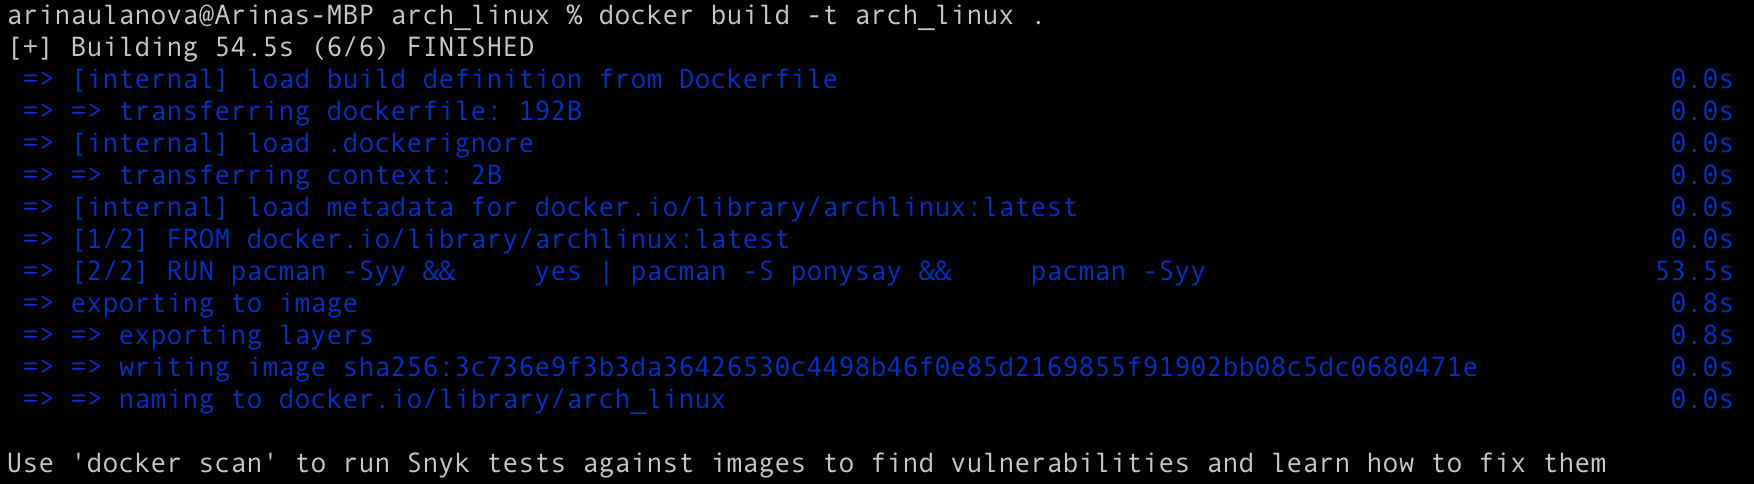 arinaulanova@Arinas-MBP arch_linux % docker build -t arch_linux .
[+] Building 54.5s (6/6) FINISHED
=> [internal] load build definition from Dockerfile 0.0s
=> => transferring dockerfile: 192B 0.0s
=> [internal] load .dockerignore 0.0s
=> => transferring context: 2B 0.0s
=> [internal] load metadata for docker.io/library/archlinux:latest 0.0s
=> [1/2] FROM docker.io/library/archlinux:latest 0.0s
=> [2/2] RUN pacman -Syy &&     yes | pacman -S ponysay &&     pacman -Syy 53.5s
=> exporting to image 0.8s
=> => exporting layers 0.8s
=> => writing image sha256:3c736e9f3b3da36426530c4498b46f0e85d2169855f91902bb08c5dc0680471e 0.0s
=> => naming to docker.io/library/arch_linux 0.0s
Use 'docker scan' to run Snyk tests against images to find vulnerabilities and learn how to fix them